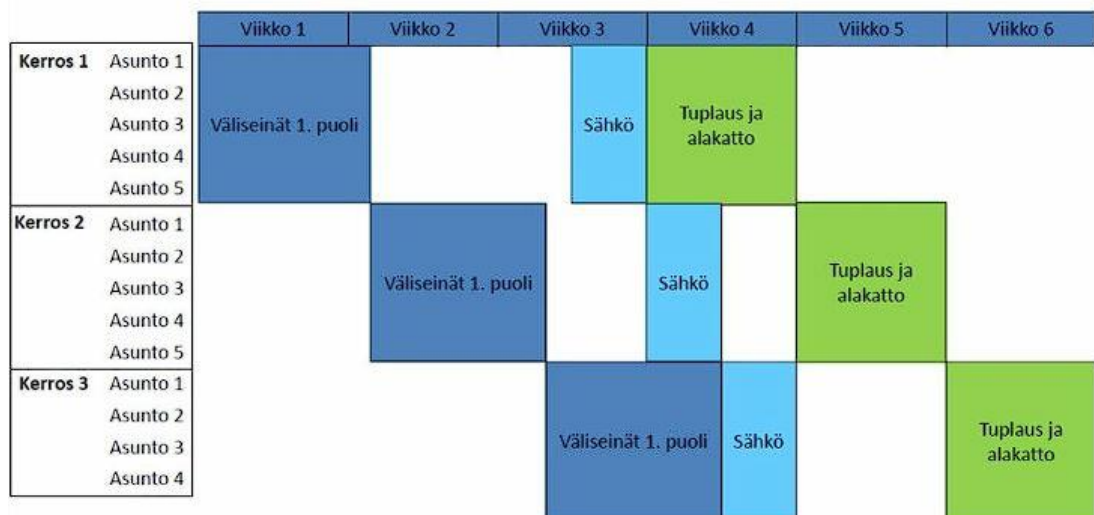 Viikko 1 Viikko 2 Viikko 3 Viikko 4 Viikko 5 Viikko 6
Kerros 1 Asunto 1
Asunto 2
Asunto 3
Asunto 4
Asunto 5
Väliseinät 1. puoli
Sähkö
Tuplaus ja
alakatto
Kerros 2 Asunto 1
Asunto 2
Asunto 3
Asunto 4
Asunto 5
Väliseinät 1. puoli
Sähkö
Tuplaus ja
alakatto
Kerros 3 Asunto 1
Asunto 2
Asunto 3
Asunto 4
Väliseinät 1. puoli
Sähkö
Tuplaus ja
alakatto